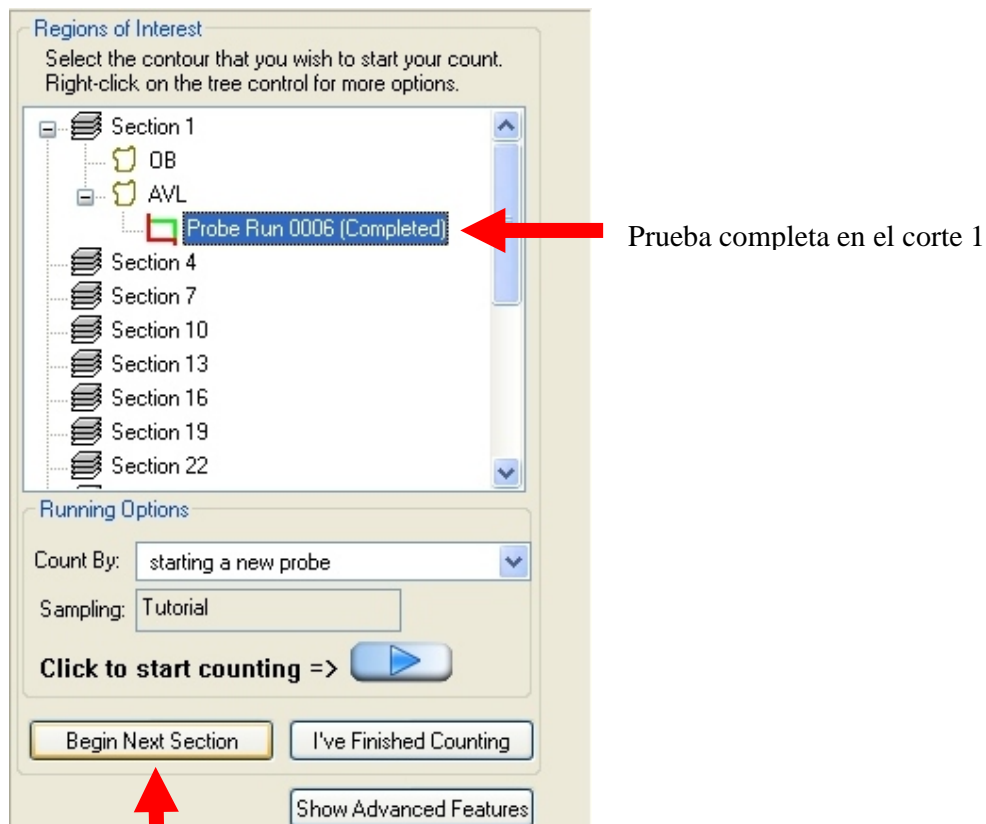 Regions of Interest
Select the contour that you wish to start your count.
Right-click on the tree control for more options.
Section 1
OB
AVL
Probe Run 0006 (Completed)
Prueba completa en el corte 1
Section 4
Section 7
Section 10
Section 13
Section 16
Section 19
Section 22
Running Options
Count By: starting a new probe
Sampling: Tutorial
Click to start counting =>
Begin Next Section I've Finished Counting
Show Advanced Features